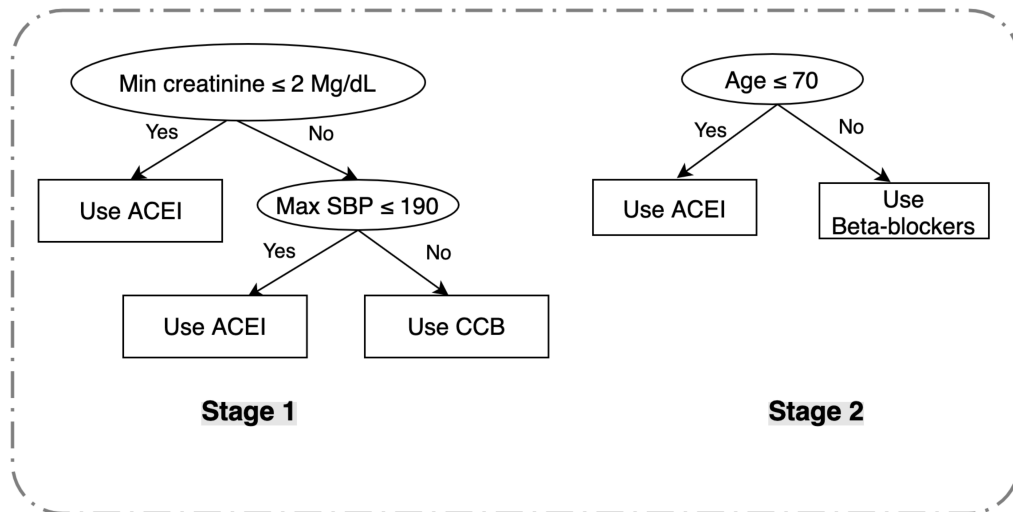 Min creatinine ≤ 2 Mg/dL
Yes
No
Use ACEI
Max SBP ≤ 190
Yes
No
Use ACEI
Use CCB
Stage 1
Age ≤ 70
Yes
No
Use ACEI
Use
Beta-blockers
Stage 2